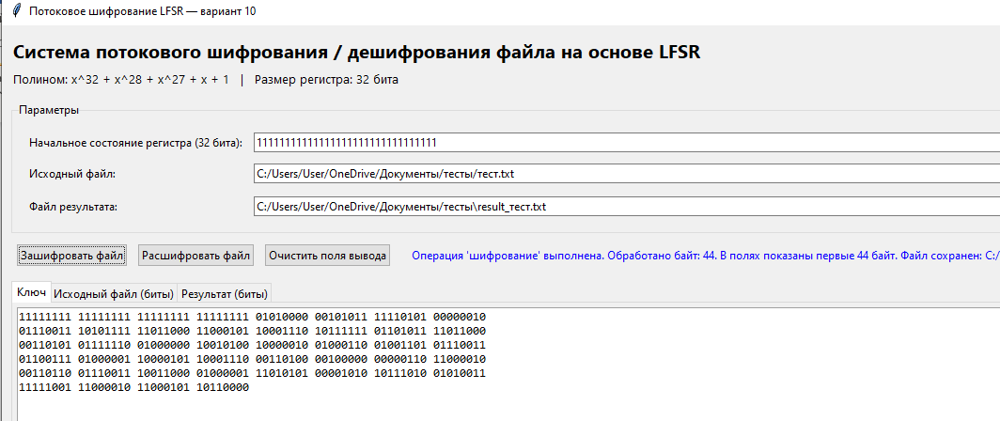 Потоковое шифрование LFSR — вариант 10
Система потокового шифрования / дешифрования файла на основе LFSR
Полином: x^32 + x^28 + x^27 + x + 1 | Размер регистра: 32 бита
Параметры
Начальное состояние регистра (32 бита): 11111111111111111111111111111111
Исходный файл: C:/Users/User/OneDrive/Документы/тесты/тест.txt
Файл результата: C:/Users/User/OneDrive/Документы/тесты\result_тест.txt
Зашифровать файл Расшифровать файл Очистить поля вывода Операция 'шифрование' выполнена. Обработано байт: 44. В полях показаны первые 44 байт. Файл сохранен: C:/
Ключ Исходный файл (биты) Результат (биты)
11111111 11111111 11111111 11111111 01010000 00101011 11110101 00000010
01110011 10101111 11011000 11000101 10001110 10111111 01101011 11011000
00110101 01111110 01000000 10010100 10000010 01000110 01001101 01110011
01100111 01000001 10000101 10001110 00110100 00100000 00000110 11000010
00110110 01110011 10011000 01000001 11010101 00001010 10111010 01010011
11111001 11000010 11000101 10110000